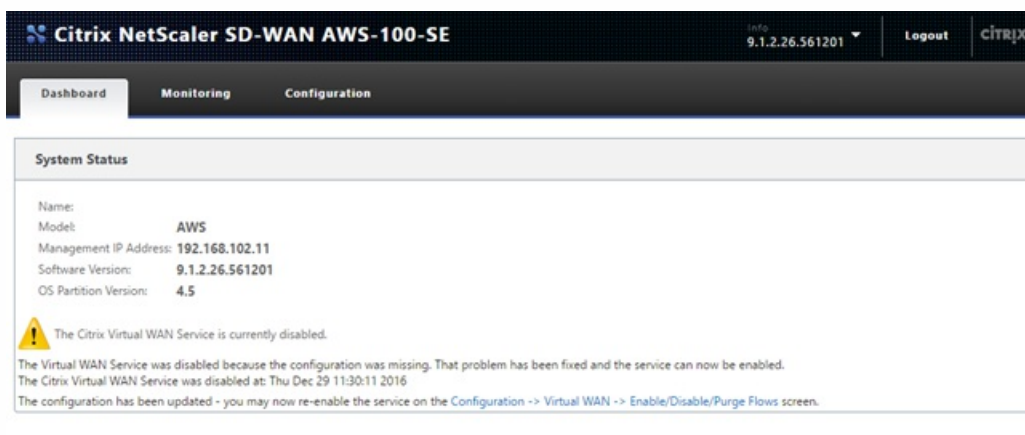 Citrix NetScaler SD-WAN AWS-100-SE
Info
9.1.2.26.561201
Logout
CİTRIX
Dashboard
Monitoring
Configuration
System Status
Name:
Model: AWS
Management IP Address: 192.168.102.11
Software Version: 9.1.2.26.561201
OS Partition Version: 4.5
The Citrix Virtual WAN Service is currently disabled.
The Virtual WAN Service was disabled because the configuration was missing. That problem has been fixed and the service can now be enabled.
The Citrix Virtual WAN Service was disabled at: Thu Dec 29 11:30:11 2016
The configuration has been updated - you may now re-enable the service on the Configuration -> Virtual WAN -> Enable/Disable/Purge Flows screen.